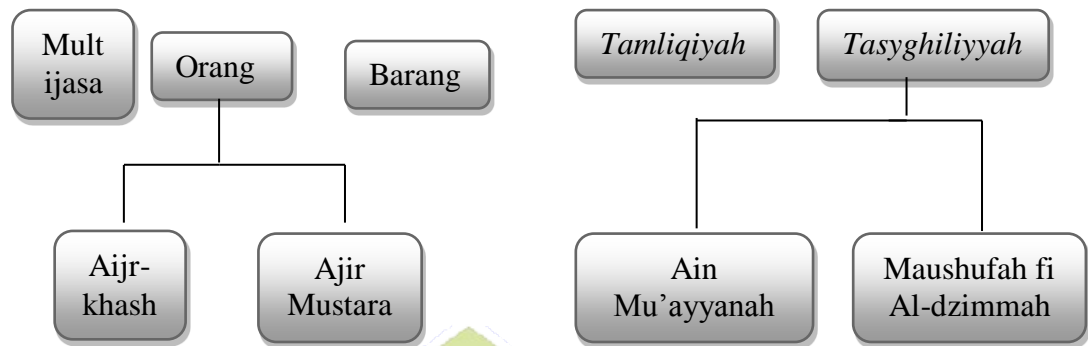 Mult
ijasa
Orang
Barang
Tamliqiyah
Tasyghiliyyah
Aijr-
khash
Ajir
Mustara
Ain
Mu’ayyanah
Maushufah fi
Al-dzimmah